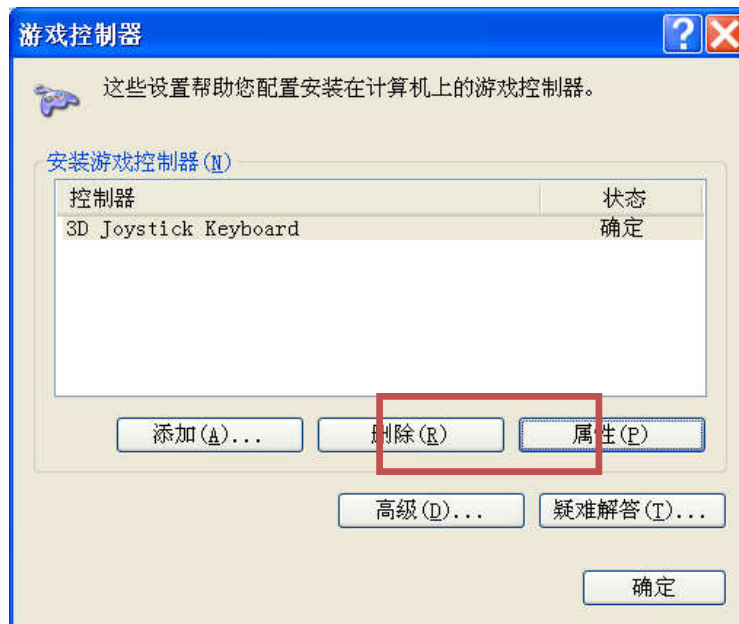 游戏控制器
这些设置帮助您配置安装在计算机上的游戏控制器。
安装游戏控制器(N)
控制器 状态
3D Joystick Keyboard 确定
添加(A)... 删除(R) 属性(P)
高级(D)... 疑难解答(T)...
确定